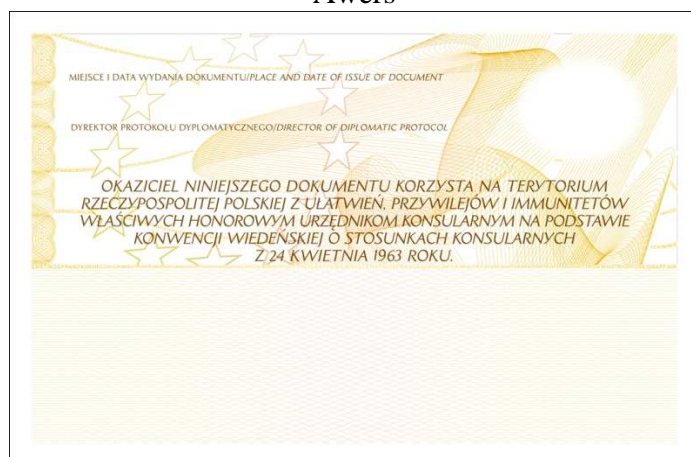 Awers
MIEJSCE I DATA WYDANIA DOKUMENTU/PLACE AND DATE OF ISSUE OF DOCUMENT
DYREKTOR PROTOKOŁU DYPLOMATYCZNEGO/DIRECTOR OF DIPLOMATIC PROTOCOL
OKAZICIEL NINIEJSZEGO DOKUMENTU KORZYSTA NA TERYTORIUM
RZECZYPOSPOLITEJ POLSKIEJ Z UŁATWIEŃ, PRZYWILEJÓW I IMMUNITETÓW
WŁAŚCIWYCH HONOROWYM URZĘDNIKOM KONSULARNYM NA PODSTAWIE
KONWENCJI WIEDEŃSKIEJ O STOSUNKACH KONSULARNYCH
Z 24 KWIETNIA 1963 ROKU.